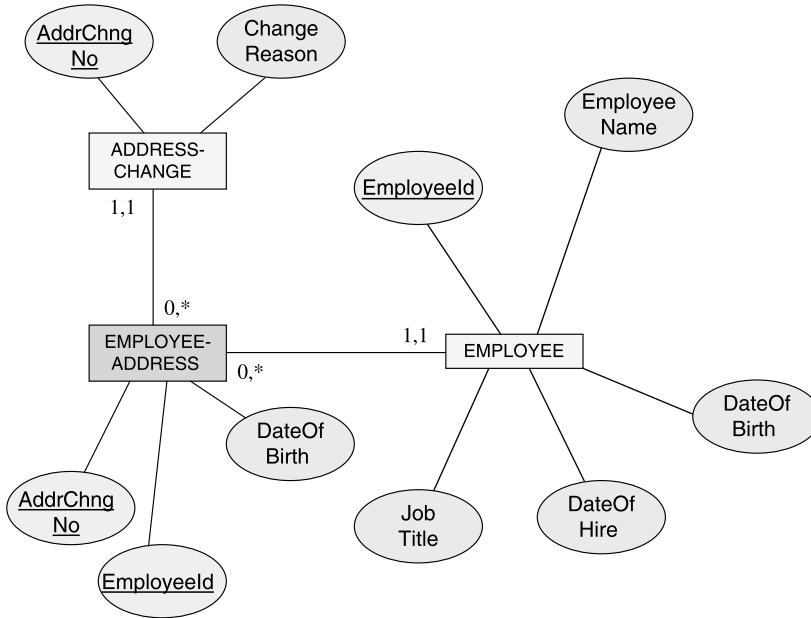 AddrChng
No
Change
Reason
Employee
Name
ADDRESS-
CHANGE
EmployeeId
1,1
0,*
EMPLOYEE-
ADDRESS
1,1
EMPLOYEE
0,*
DateOf
Birth
DateOf
Birth
AddrChng
No
Job
Title
DateOf
Hire
EmployeeId